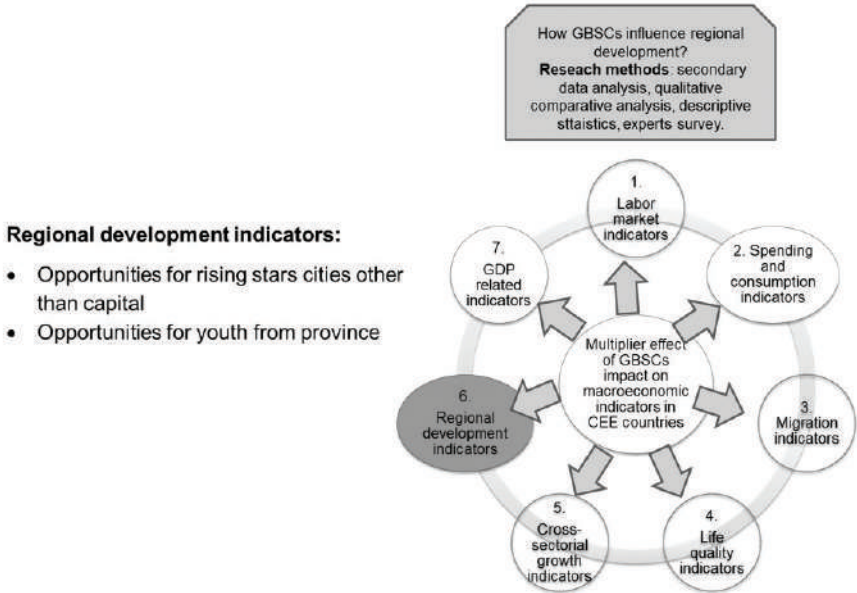 How GBSCs influence regional
development?
Reseach methods: secondary
data analysis, qualitative
comparative analysis, descriptive
sttaistics, experts survey.
Regional development indicators:
• Opportunities for rising stars cities other
than capital
• Opportunities for youth from province
1.
Labor
market
indicators
2. Spending
and
consumption
indicators
3.
Migration
indicators
4.
Life
quality
indicators
5.
Cross-
sectorial
growth
indicators
6.
Regional
development
indicators
7.
GDP
related
indicators
Multiplier effect
of GBSCs
impact on
macroeconomic
indicators in
CEE countries